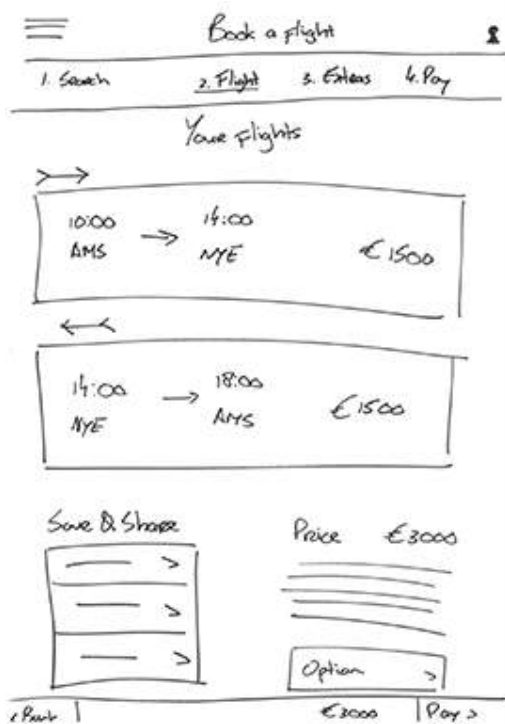 Book a flight
1. Search 2. Flight 3. Extras 4. Pay
Your flights
10:00 14:00
AMS NYE €1500
14:00 18:00
NYE AMS €1500
Save & Share Price €3000
Option >
€3000 Pay >